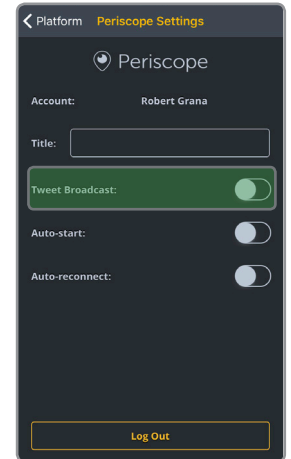 Platform Periscope Settings
Periscope
Account: Robert Grana
Title:
Tweet Broadcast:
Auto-start:
Auto-reconnect:
Log Out